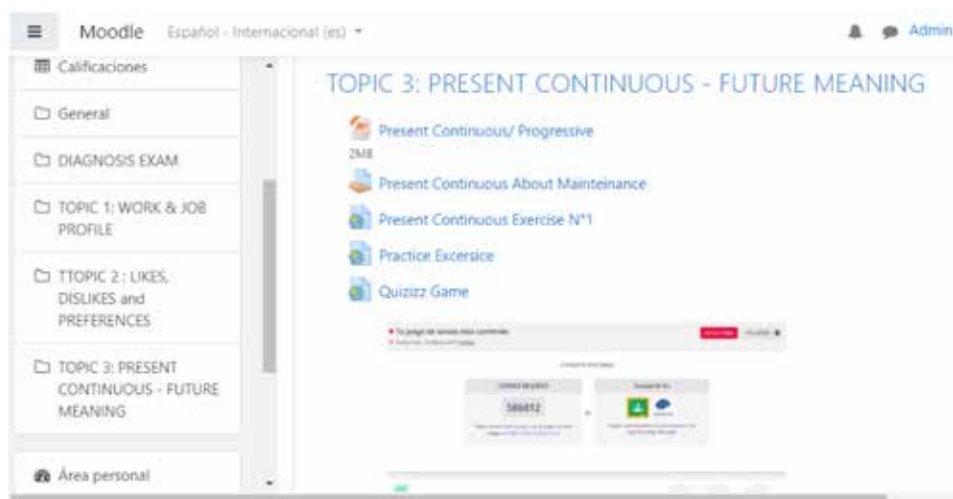 Moodle Español - Internacional (es)
Admin
Calificaciones
General
DIAGNOSIS EXAM
TOPIC 1: WORK & JOB
PROFILE
TTOPIC 2 : LIKES,
DISLIKES and
PREFERENCES
TOPIC 3: PRESENT
CONTINUOUS - FUTURE
MEANING
Área personal
TOPIC 3: PRESENT CONTINUOUS - FUTURE MEANING
Present Continuous/ Progressive
2MB
Present Continuous About Mainteinance
Present Continuous Exercise N°1
Practice Excersice
Quizizz Game
586612